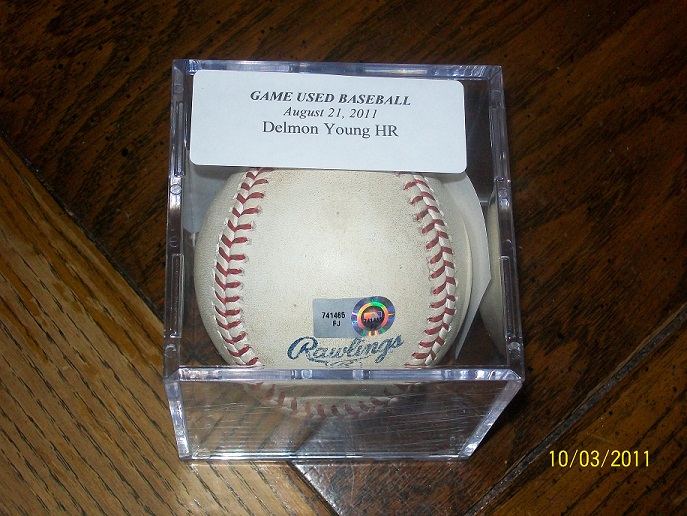 GAME USED BASEBALL
August 21, 2011
Delmon Young HR
741465
FJ
Rawlings
10/03/2011